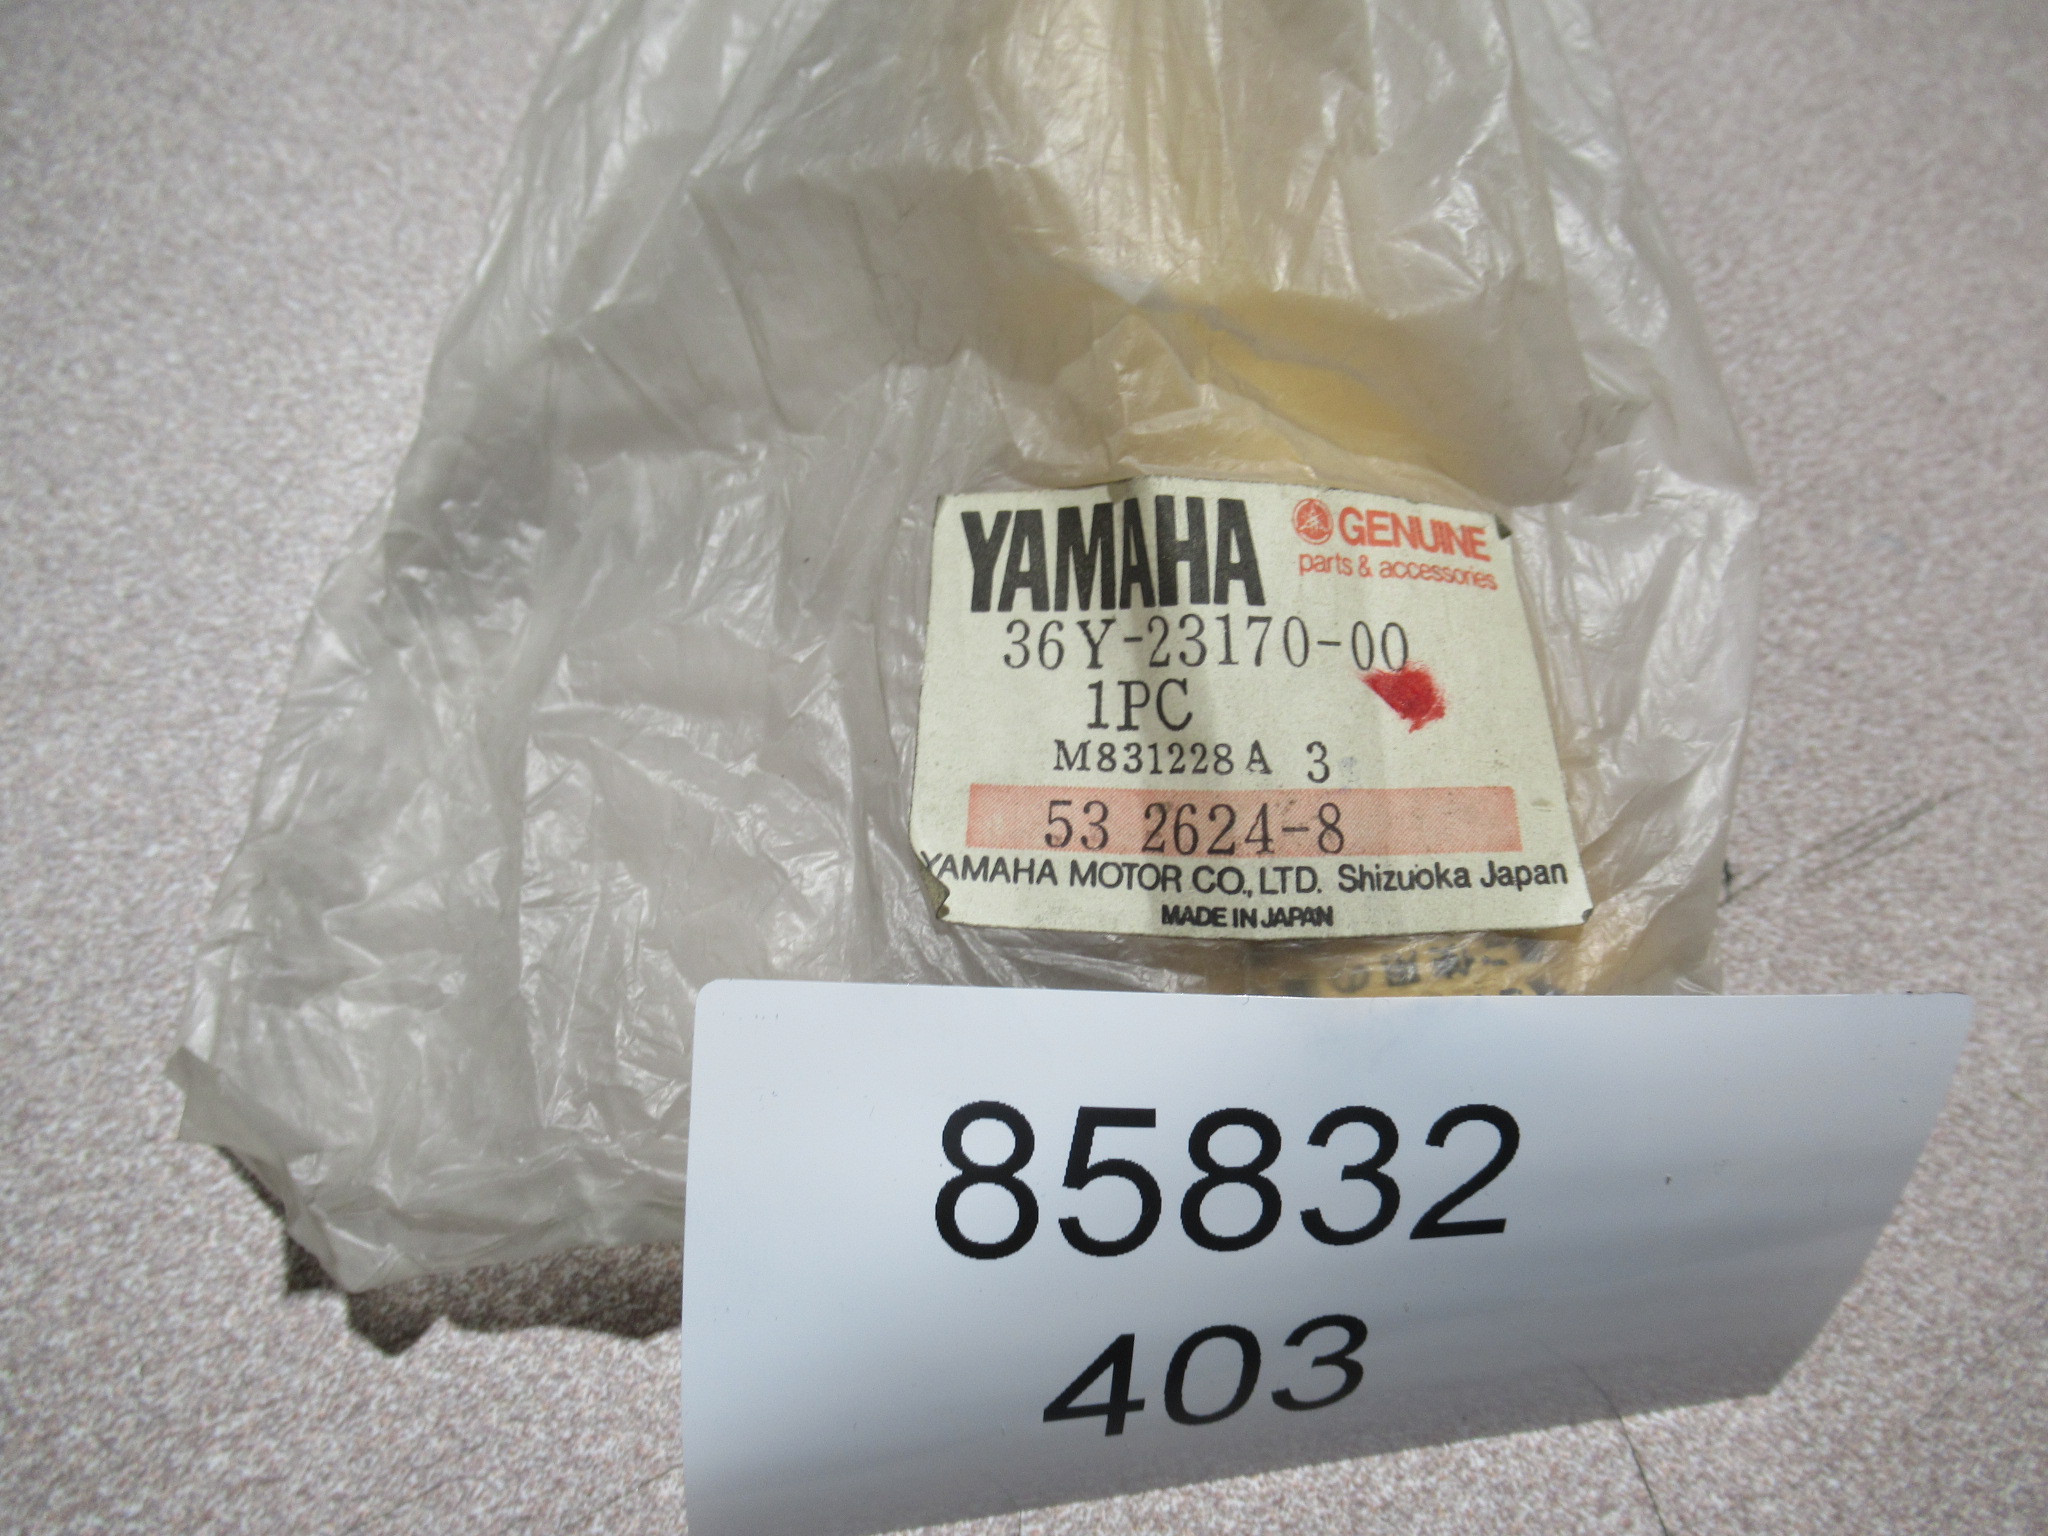 YAMAHA GENUINE
parts & accessories
36Y-23170-00
1PC
M831228A 3
53 2624-8
YAMAHA MOTOR CO., LTD. Shizuoka Japan
MADE IN JAPAN
85832
403